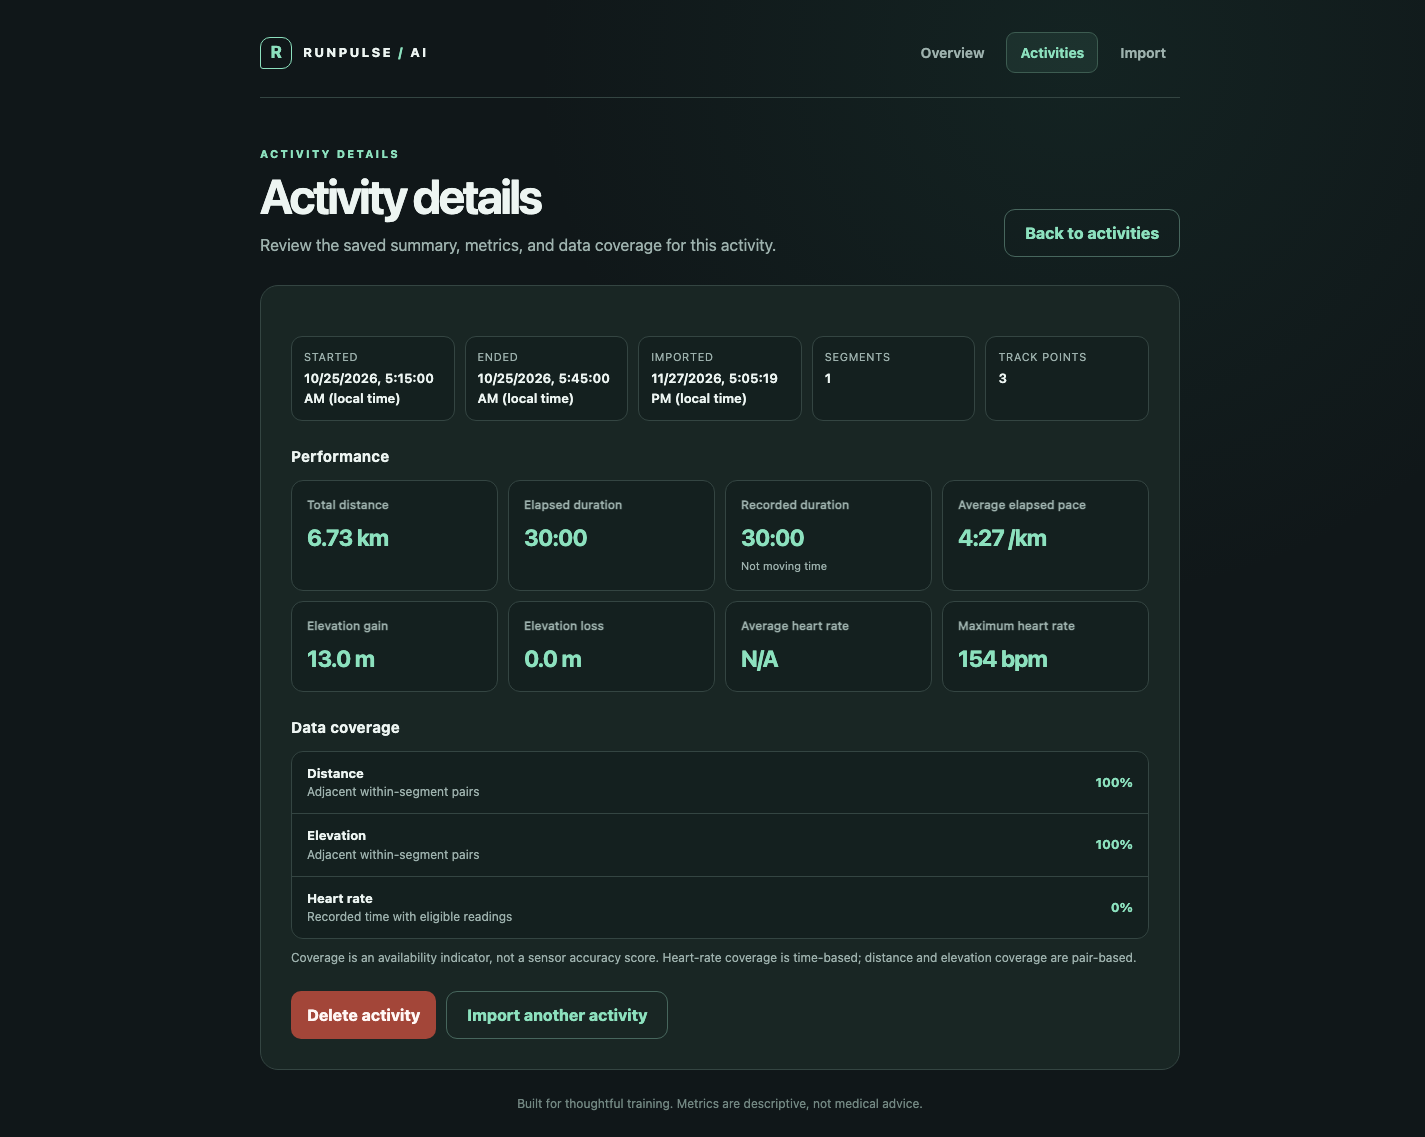 R RUNPULSE / AI
Overview Activities Import
ACTIVITY DETAILS
Activity details
Review the saved summary, metrics, and data coverage for this activity.
Back to activities
STARTED
10/25/2026, 5:15:00
AM (local time)
ENDED
10/25/2026, 5:45:00
AM (local time)
IMPORTED
11/27/2026, 5:05:19
PM (local time)
SEGMENTS
1
TRACK POINTS
3
Performance
Total distance
6.73 km
Elapsed duration
30:00
Recorded duration
30:00
Not moving time
Average elapsed pace
4:27 /km
Elevation gain
13.0 m
Elevation loss
0.0 m
Average heart rate
N/A
Maximum heart rate
154 bpm
Data coverage
Distance
Adjacent within-segment pairs
100%
Elevation
Adjacent within-segment pairs
100%
Heart rate
Recorded time with eligible readings
0%
Coverage is an availability indicator, not a sensor accuracy score. Heart-rate coverage is time-based; distance and elevation coverage are pair-based.
Delete activity
Import another activity
Built for thoughtful training. Metrics are descriptive, not medical advice.